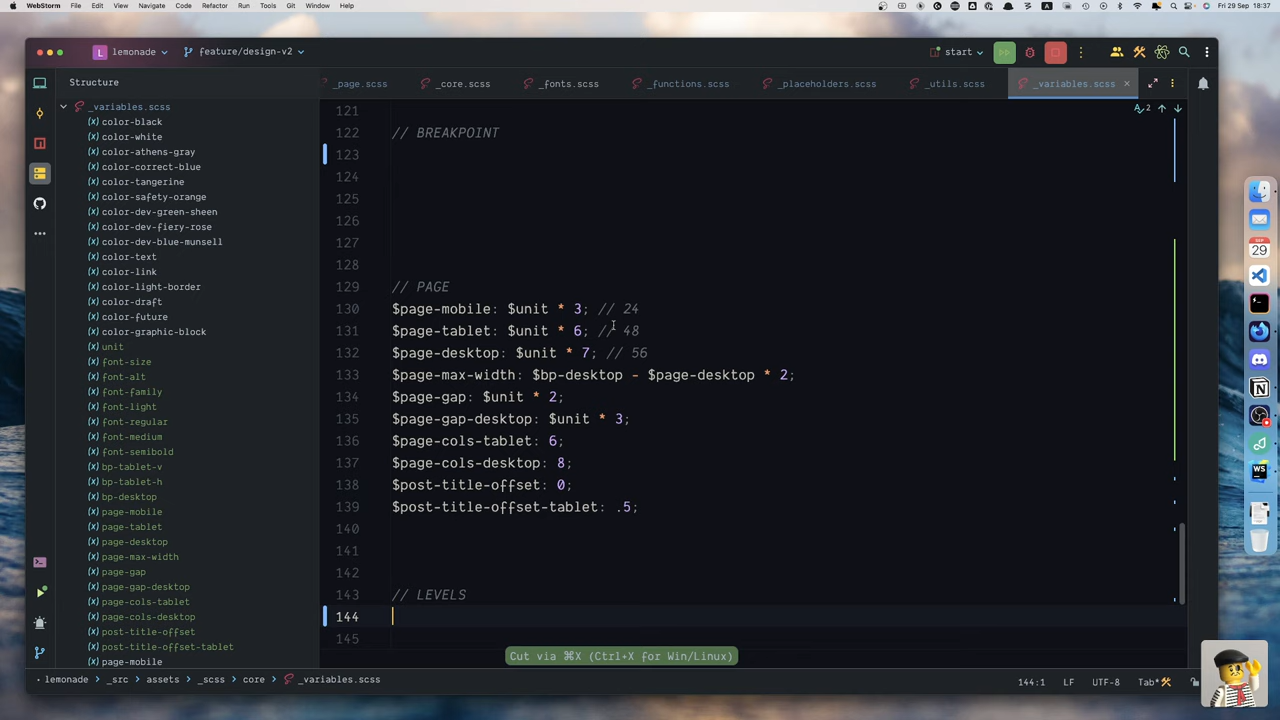 WebStorm File Edit View Navigate Code Refactor Run Tools Git Window Help
Fri 29 Sep 18:37
L lemonade feature/design-v2 start
Structure
_page.scss _core.scss _fonts.scss _functions.scss _placeholders.scss _utils.scss _variables.scss
_variables.scss
color-black
color-white
color-athens-gray
color-correct-blue
color-tangerine
color-safety-orange
color-dev-green-sheen
color-dev-fiery-rose
color-dev-blue-munsell
color-text
color-link
color-light-border
color-draft
color-future
color-graphic-block
unit
font-size
font-alt
font-family
font-light
font-regular
font-medium
font-semibold
bp-tablet-v
bp-tablet-h
bp-desktop
page-mobile
page-tablet
page-desktop
page-max-width
page-gap
page-gap-desktop
page-cols-tablet
page-cols-desktop
post-title-offset
post-title-offset-tablet
page-mobile
2
121
122 // BREAKPOINT
123
124
125
126
127
128
129 // PAGE
130 $page-mobile: $unit * 3; // 24
131 $page-tablet: $unit * 6; // 48
132 $page-desktop: $unit * 7; // 56
133 $page-max-width: $bp-desktop - $page-desktop * 2;
134 $page-gap: $unit * 2;
135 $page-gap-desktop: $unit * 3;
136 $page-cols-tablet: 6;
137 $page-cols-desktop: 8;
138 $post-title-offset: 0;
139 $post-title-offset-tablet: .5;
140
141
142
143 // LEVELS
144
145
Cut via ⌘X (Ctrl+X for Win/Linux)
lemonade _src assets _scss core _variables.scss
144:1 LF UTF-8 Tab*
SEP
29
WS